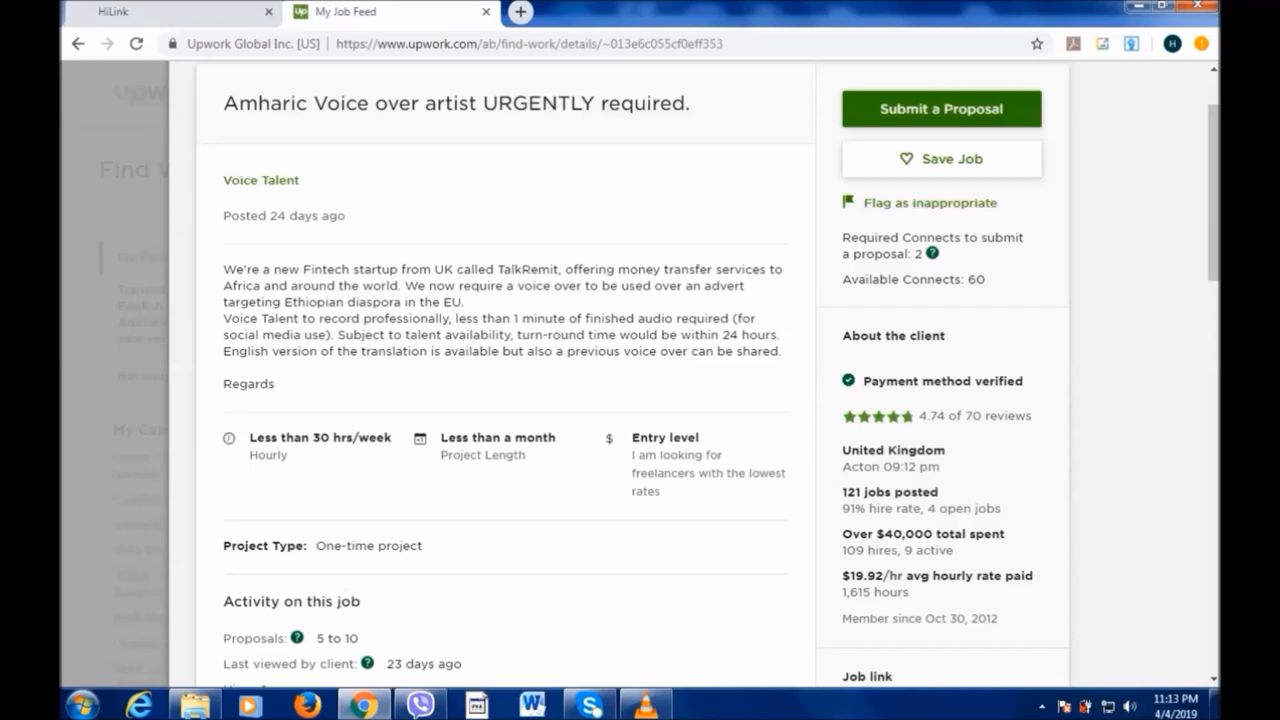 HiLink
My Job Feed
Upwork Global Inc. [US]
https://www.upwork.com/ab/find-work/details/~013e6c055cf0eff353
H
Amharic Voice over artist URGENTLY required.
Voice Talent
Posted 24 days ago
We're a new Fintech startup from UK called TalkRemit, offering money transfer services to
Africa and around the world. We now require a voice over to be used over an advert
targeting Ethiopian diaspora in the EU.
Voice Talent to record professionally, less than 1 minute of finished audio required (for
social media use). Subject to talent availability, turn-round time would be within 24 hours.
English version of the translation is available but also a previous voice over can be shared.
Regards
Less than 30 hrs/week
Hourly
Less than a month
Project Length
$
Entry level
I am looking for
freelancers with the lowest
rates
Project Type: One-time project
Activity on this job
Proposals: ? 5 to 10
Last viewed by client: ? 23 days ago
Submit a Proposal
Save Job
Flag as inappropriate
Required Connects to submit
a proposal: 2 ?
Available Connects: 60
About the client
Payment method verified
4.74 of 70 reviews
United Kingdom
Acton 09:12 pm
121 jobs posted
91% hire rate, 4 open jobs
Over $40,000 total spent
109 hires, 9 active
$19.92/hr avg hourly rate paid
1,615 hours
Member since Oct 30, 2012
Job link
Find
11:13 PM
4/4/2019